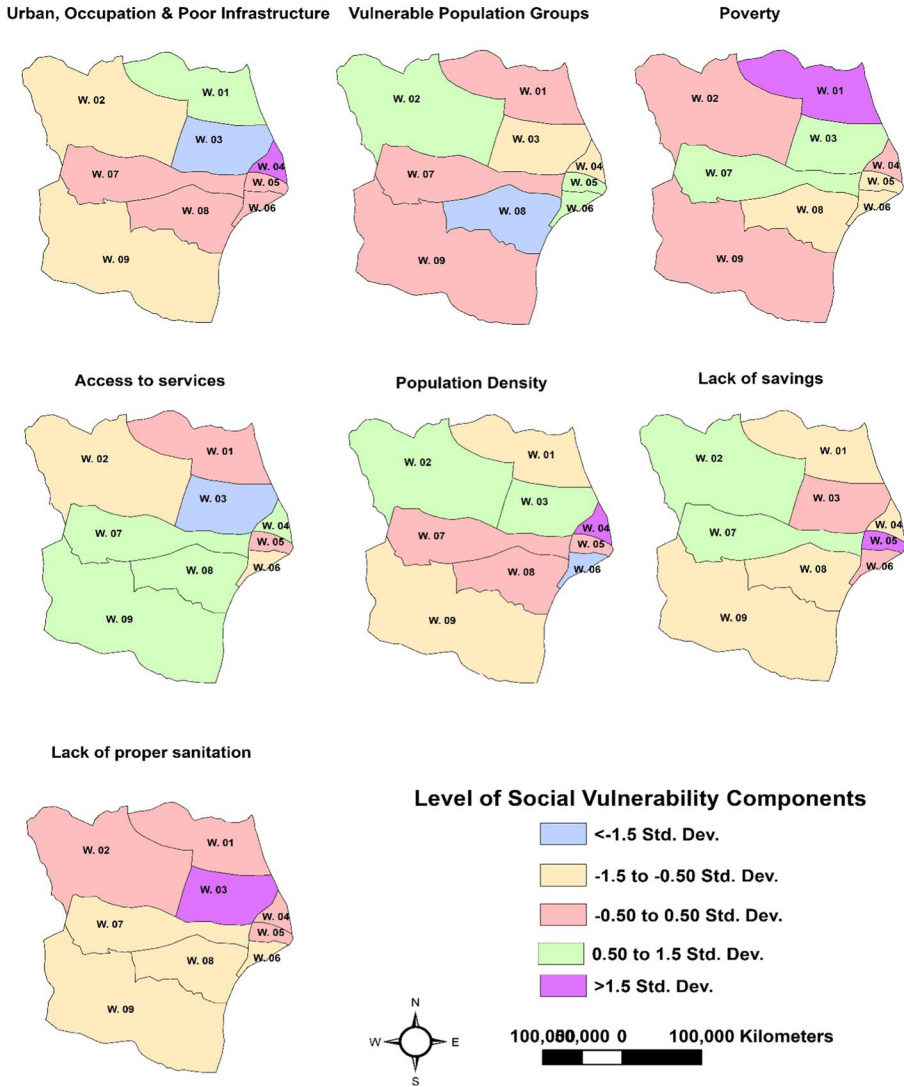 Urban, Occupation & Poor Infrastructure
W. 01
W. 02
W. 03
W. 04
W. 05
W. 06
W. 07
W. 08
W. 09
Vulnerable Population Groups
W. 01
W. 02
W. 03
W. 04
W. 05
W. 06
W. 07
W. 08
W. 09
Poverty
W. 01
W. 02
W. 03
W. 04
W. 05
W. 06
W. 07
W. 08
W. 09
Access to services
W. 01
W. 02
W. 03
W. 04
W. 05
W. 06
W. 07
W. 08
W. 09
Population Density
W. 01
W. 02
W. 03
W. 04
W. 05
W. 06
W. 07
W. 08
W. 09
Lack of savings
W. 01
W. 02
W. 03
W. 04
W. 05
W. 06
W. 07
W. 08
W. 09
Lack of proper sanitation
W. 01
W. 02
W. 03
W. 04
W. 05
W. 06
W. 07
W. 08
W. 09
Level of Social Vulnerability Components
<-1.5 Std. Dev.
-1.5 to -0.50 Std. Dev.
-0.50 to 0.50 Std. Dev.
0.50 to 1.5 Std. Dev.
>1.5 Std. Dev.
N
W E
S
0 100,000 Kilometers